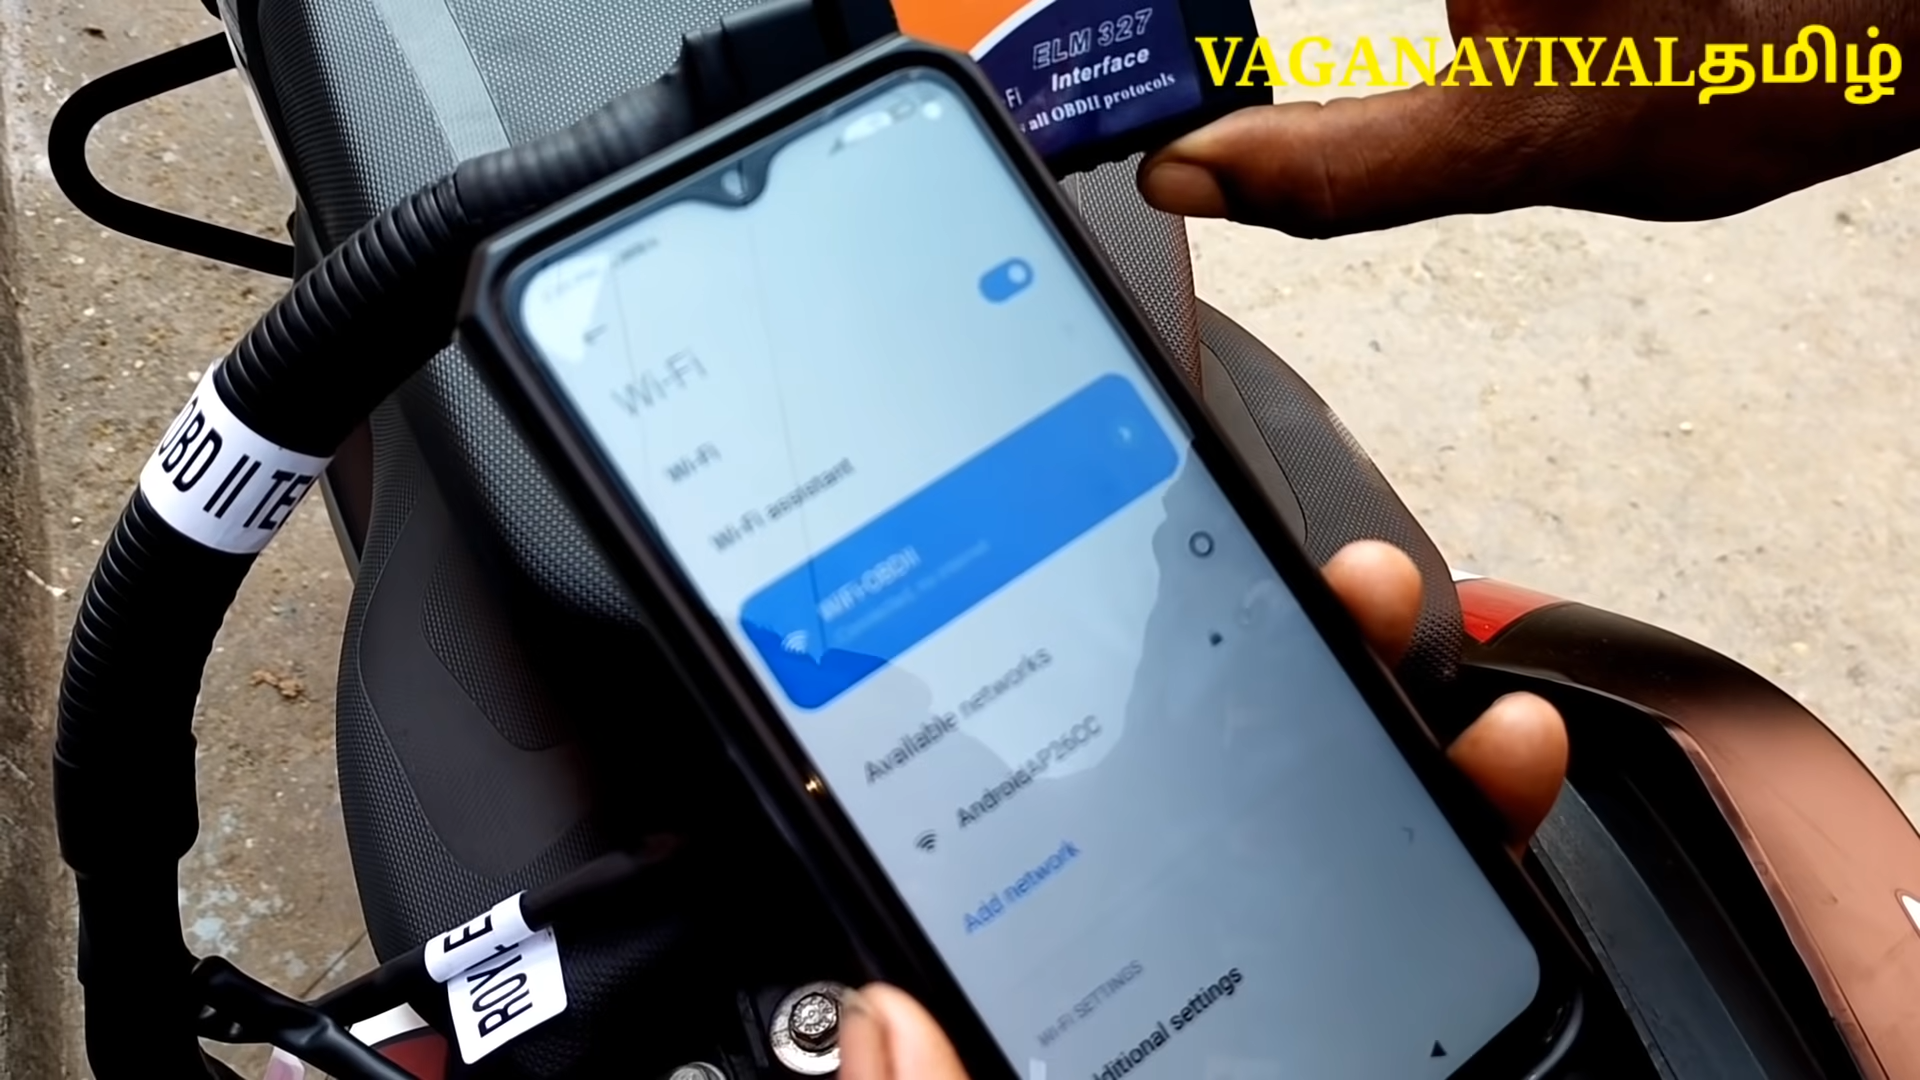 VAGANAVIYALதமிழ்
ELM 327
Interface
all OBDII protocols
Wi-Fi
Wi-Fi
Wi-Fi assistant
WiFi-OBDII
Available networks
AndroidAP26CC
Add network
WI-FI SETTINGS
dditional settings
OBD II TE
ROYL E